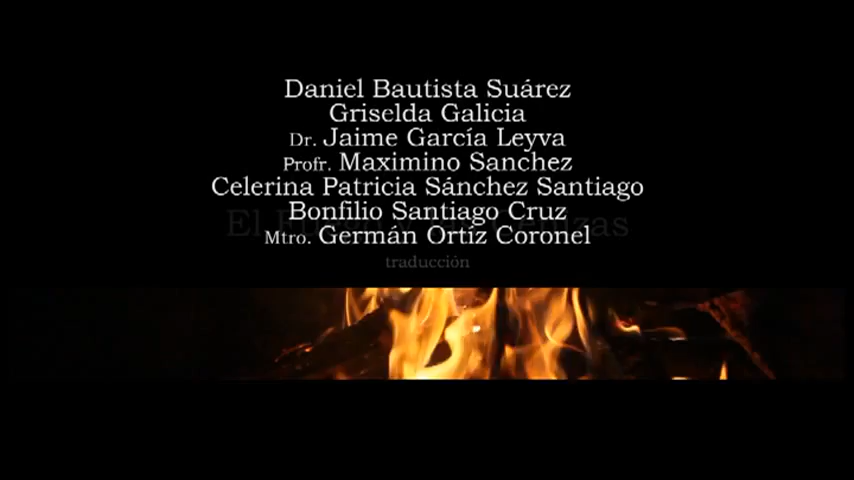 Daniel Bautista Suárez
Griselda Galicia
Dr. Jaime García Leyva
Profr. Maximino Sanchez
Celerina Patricia Sánchez Santiago
Bonfilio Santiago Cruz
Mtro. Germán Ortíz Coronel
traducción